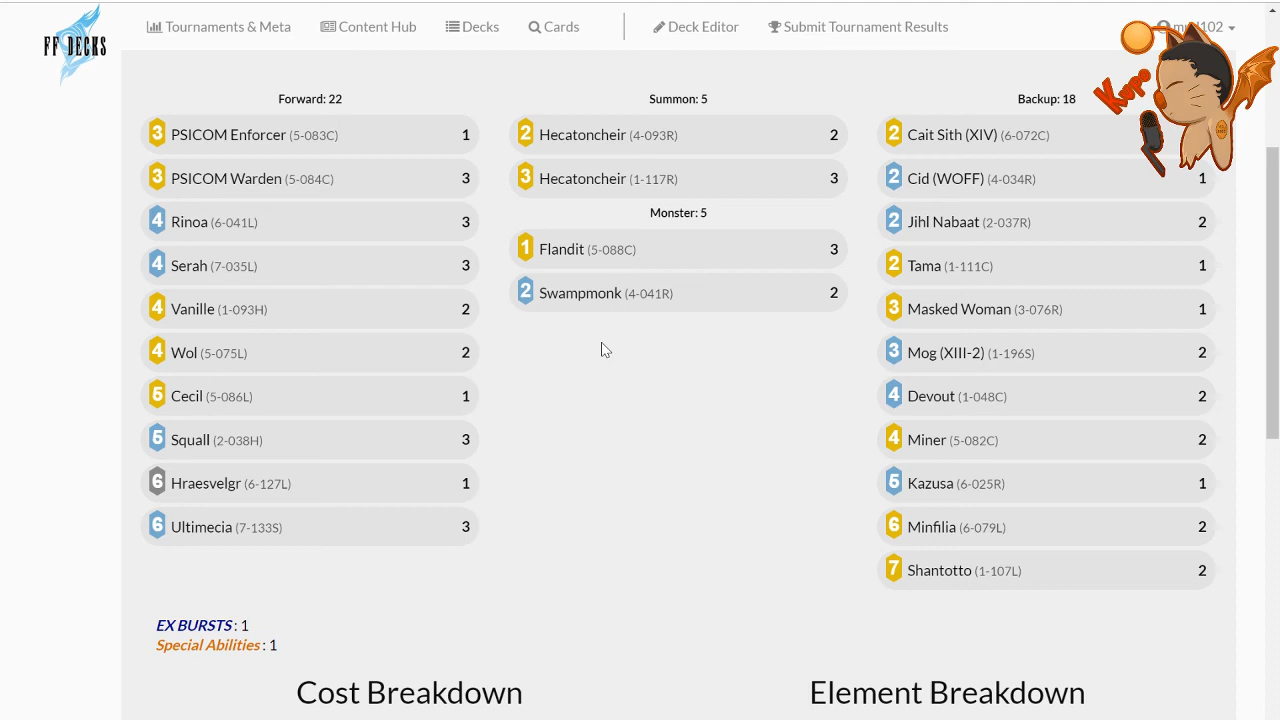 FF DECKS
Tournaments & Meta
Content Hub
Decks
Cards
Deck Editor
Submit Tournament Results
Kupo
Forward: 22
3 PSICOM Enforcer (5-083C) 1
3 PSICOM Warden (5-084C) 3
4 Rinoa (6-041L) 3
4 Serah (7-035L) 3
4 Vanille (1-093H) 2
4 Wol (5-075L) 2
5 Cecil (5-086L) 1
5 Squall (2-038H) 3
6 Hraesvelgr (6-127L) 1
6 Ultimecia (7-133S) 3
Summon: 5
2 Hecatoncheir (4-093R) 2
3 Hecatoncheir (1-117R) 3
Monster: 5
1 Flandit (5-088C) 3
2 Swampmonk (4-041R) 2
Backup: 18
2 Cait Sith (XIV) (6-072C)
2 Cid (WOFF) (4-034R) 1
2 Jihl Nabaat (2-037R) 2
2 Tama (1-111C) 1
3 Masked Woman (3-076R) 1
3 Mog (XIII-2) (1-196S) 2
4 Devout (1-048C) 2
4 Miner (5-082C) 2
5 Kazusa (6-025R) 1
6 Minfilia (6-079L) 2
7 Shantotto (1-107L) 2
EX BURSTS : 1
Special Abilities : 1
Cost Breakdown
Element Breakdown